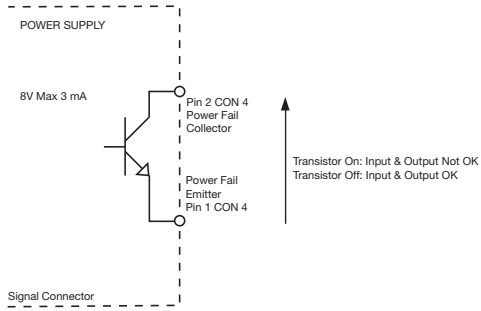 POWER SUPPLY
8V Max 3 mA
Pin 2 CON 4
Power Fail
Collector
Transistor On: Input & Output Not OK
Transistor Off: Input & Output OK
Power Fail
Emitter
Pin 1 CON 4
Signal Connector